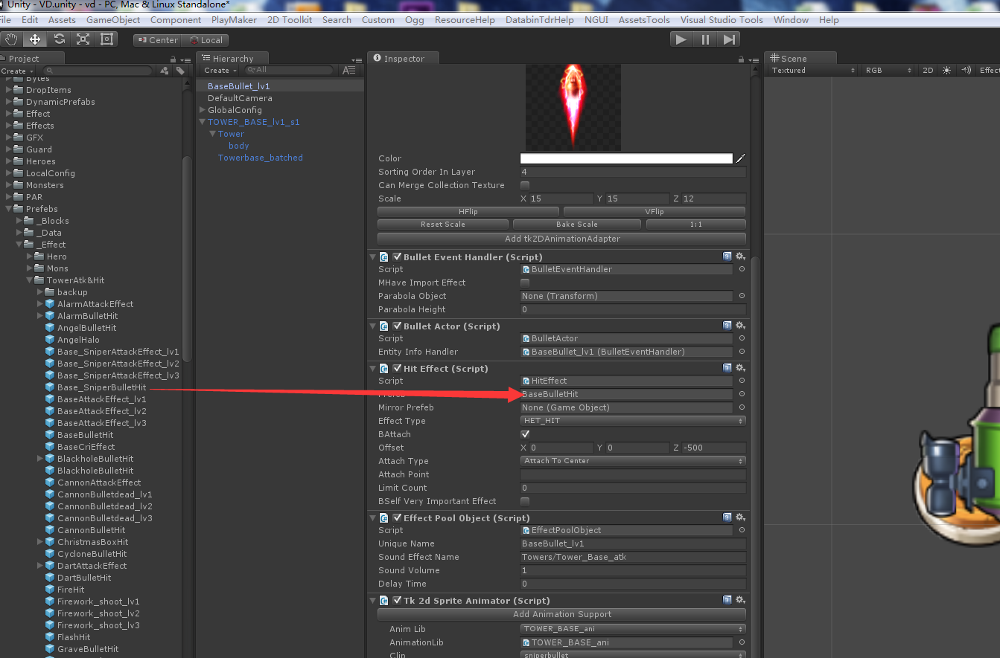 Unity - VD.unity - vd - PC, Mac & Linux Standalone*
File Edit Assets GameObject Component PlayMaker 2D Toolkit Search Custom Ogg ResourceHelp DatabinTdrHelp NGUI AssetsTools Visual Studio Tools Window Help
Center Local
Project
Create
Bytes
DropItems
DynamicPrefabs
Effect
Effects
GFX
Guard
Heroes
LocalConfig
Monsters
PAR
Prefebs
_Blocks
_Data
_Effect
Hero
Mons
TowerAtk&Hit
backup
AlarmAttackEffect
AlarmBulletHit
AngelBulletHit
AngelHalo
Base_SniperAttackEffect_lv1
Base_SniperAttackEffect_lv2
Base_SniperAttackEffect_lv3
Base_SniperBulletHit
BaseAttackEffect_lv1
BaseAttackEffect_lv2
BaseAttackEffect_lv3
BaseBulletHit
BaseCriEffect
BlackholeBulletHit
BlackholeBulletHit
CannonAttackEffect
CannonBulletdead_lv1
CannonBulletdead_lv2
CannonBulletdead_lv3
CannonBulletHit
ChristmasBoxHit
CycloneBulletHit
DartAttackEffect
DartBulletHit
FireHit
Firework_shoot_lv1
Firework_shoot_lv2
Firework_shoot_lv3
FlashHit
GraveBulletHit
Hierarchy
Create All
BaseBullet_lv1
DefaultCamera
GlobalConfig
TOWER_BASE_lv1_s1
Tower
body
Towerbase_batched
Inspector
Color
Sorting Order In Layer 4
Can Merge Collection Texture
Scale X 15 Y 15 Z 12
HFlip VFlip
Reset Scale Bake Scale 1:1
Add tk2DAnimationAdapter
Bullet Event Handler (Script)
Script BulletEventHandler
MHave Import Effect
Parabola Object None (Transform)
Parabola Height 0
Bullet Actor (Script)
Script BulletActor
Entity Info Handler BaseBullet_lv1 (BulletEventHandler)
Hit Effect (Script)
Script HitEffect
Prefeb BaseBulletHit
Mirror Prefeb None (Game Object)
Effect Type HET_HIT
BAttach
Offset X 0 Y 0 Z -500
Attach Type Attach To Center
Attach Point
Limit Count 0
BSelf Very Important Effect
Effect Pool Object (Script)
Script EffectPoolObject
Unique Name BaseBullet_lv1
Sound Effect Name Towers/Tower_Base_atk
Sound Volume 1
Delay Time 0
Tk 2d Sprite Animator (Script)
Add Animation Support
Anim Lib TOWER_BASE_ani
AnimationLib TOWER_BASE_ani
Clip sniperbullet
Scene
Textured RGB 2D Effect